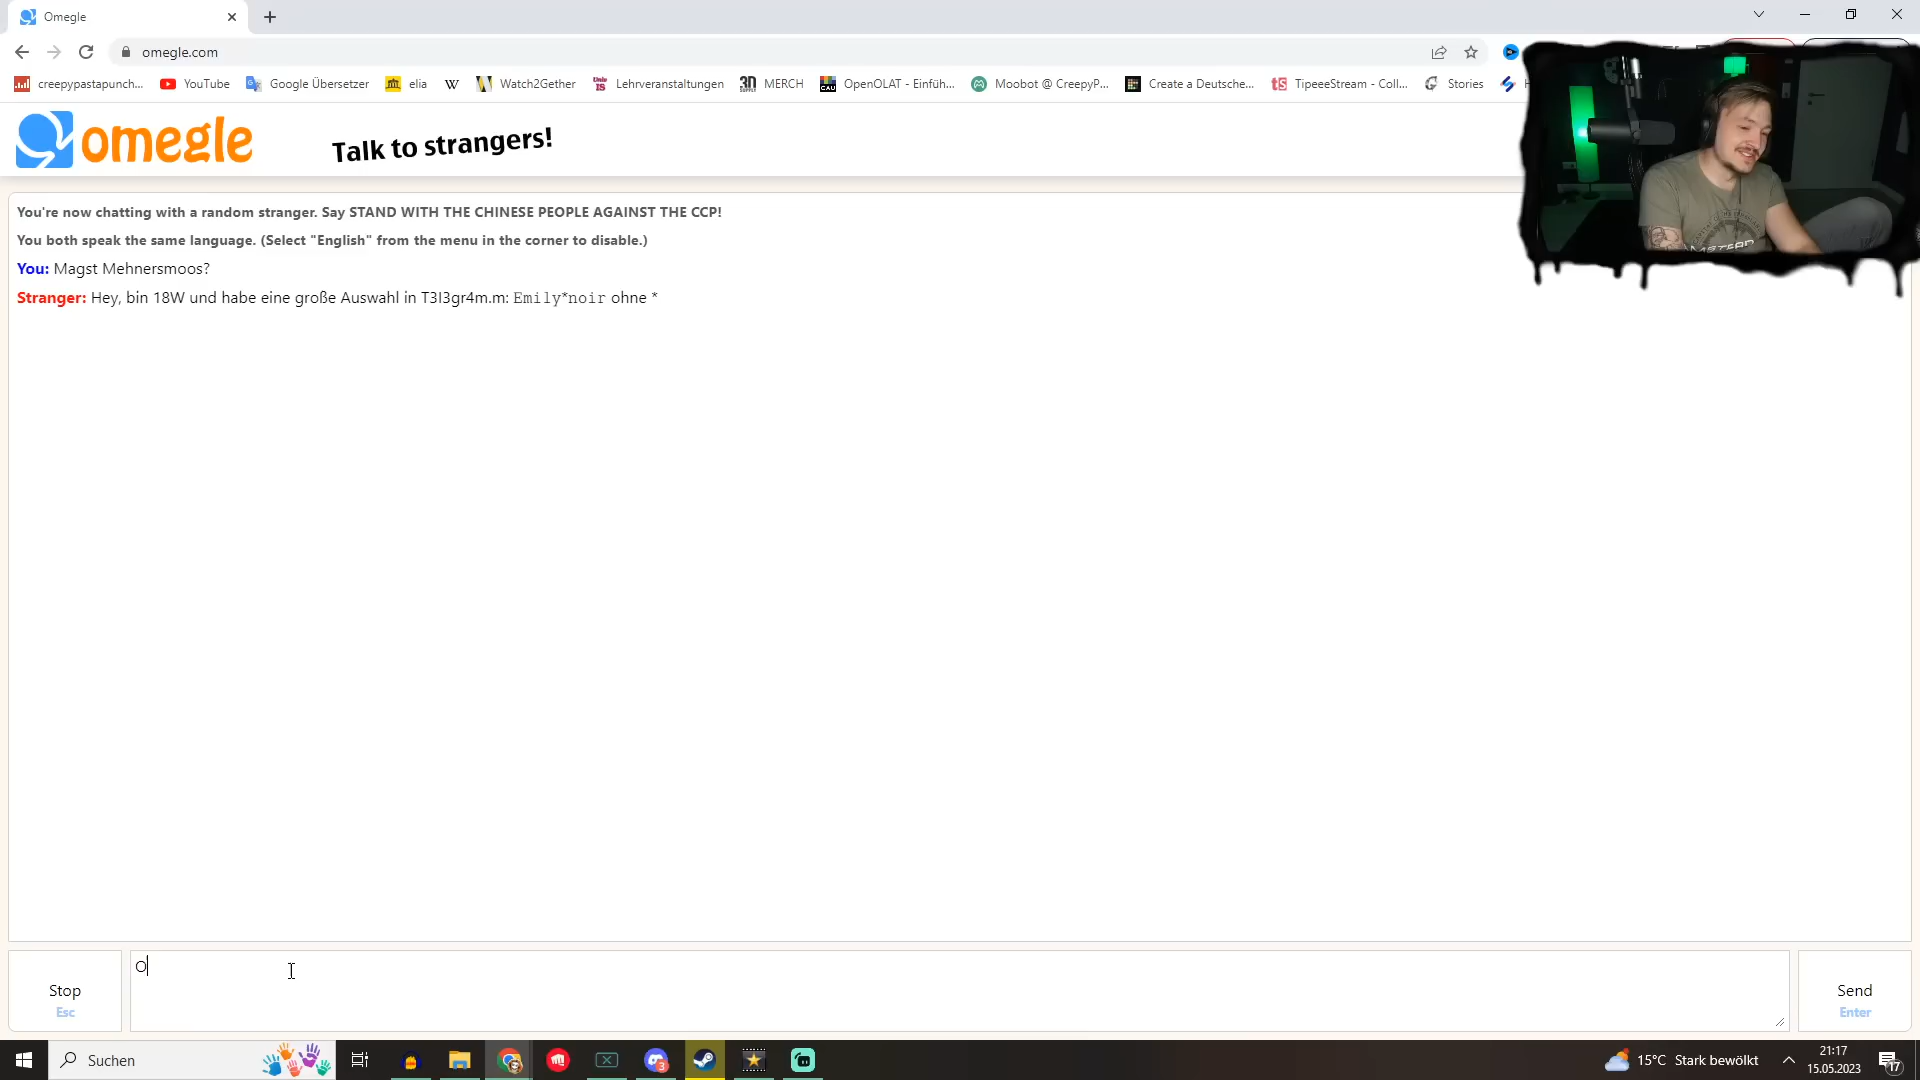 Omegle
omegle.com
creepypastapunch... YouTube Google Übersetzer elia W Watch2Gether Lehrveranstaltungen MERCH OpenOLAT - Einfüh... Moobot @ CreepyP... Create a Deutsche... TipeeeStream - Coll... Stories
omegle Talk to strangers!
You're now chatting with a random stranger. Say STAND WITH THE CHINESE PEOPLE AGAINST THE CCP!
You both speak the same language. (Select "English" from the menu in the corner to disable.)
You: Magst Mehnersmoos?
Stranger: Hey, bin 18W und habe eine große Auswahl in T3I3gr4m.m: Emily*noir ohne *
O
Stop
Esc
Send
Enter
Suchen
15°C Stark bewölkt
21:17
15.05.2023
17